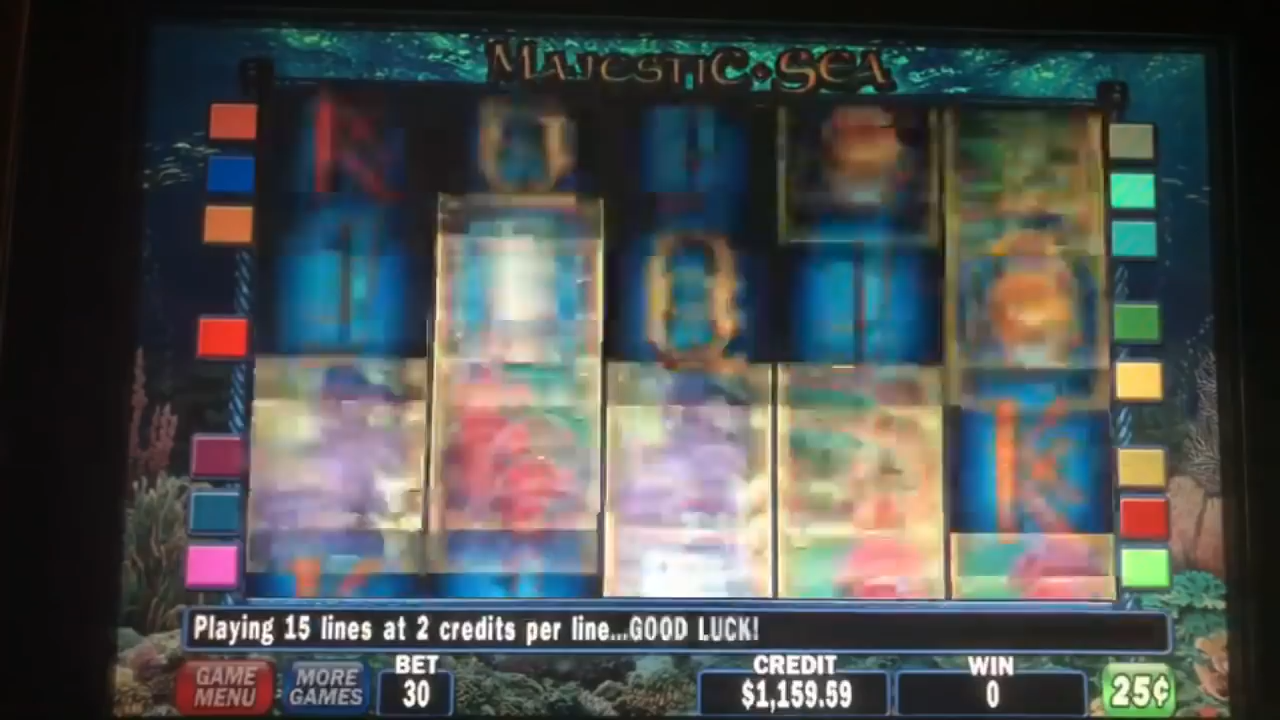 MAJESTIC SEA
K Q J
J Q J
K
Playing 15 lines at 2 credits per line...GOOD LUCK!
GAME MENU MORE GAMES BET 30 CREDIT $1,159.59 WIN 0 25¢